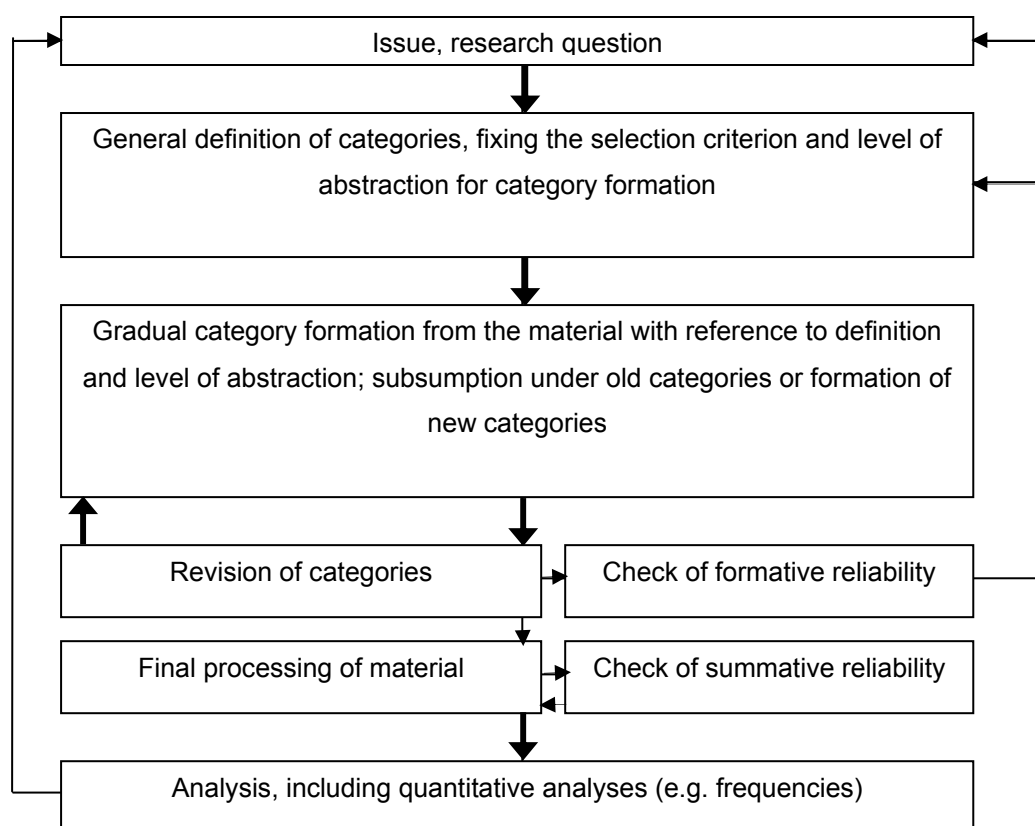 Issue, research question
General definition of categories, fixing the selection criterion and level of
abstraction for category formation
Gradual category formation from the material with reference to definition
and level of abstraction; subsumption under old categories or formation of
new categories
Revision of categories
Check of formative reliability
Final processing of material
Check of summative reliability
Analysis, including quantitative analyses (e.g. frequencies)